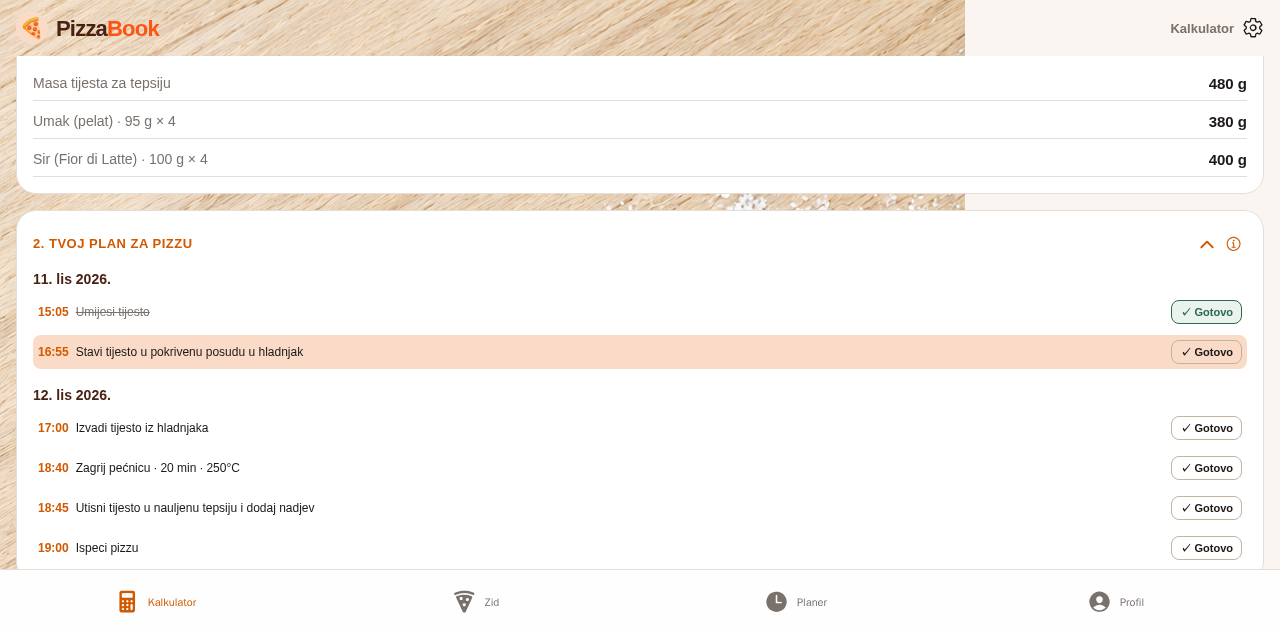 PizzaBook
Kalkulator
Masa tijesta za tepsiju 480 g
Umak (pelat) · 95 g × 4 380 g
Sir (Fior di Latte) · 100 g × 4 400 g
2. TVOJ PLAN ZA PIZZU
11. lis 2026.
15:05 Umijesi tijesto ✓ Gotovo
16:55 Stavi tijesto u pokrivenu posudu u hladnjak ✓ Gotovo
12. lis 2026.
17:00 Izvadi tijesto iz hladnjaka ✓ Gotovo
18:40 Zagrij pećnicu · 20 min · 250°C ✓ Gotovo
18:45 Utisni tijesto u nauljenu tepsiju i dodaj nadjev ✓ Gotovo
19:00 Ispeci pizzu ✓ Gotovo
Kalkulator Zid Planer Profil